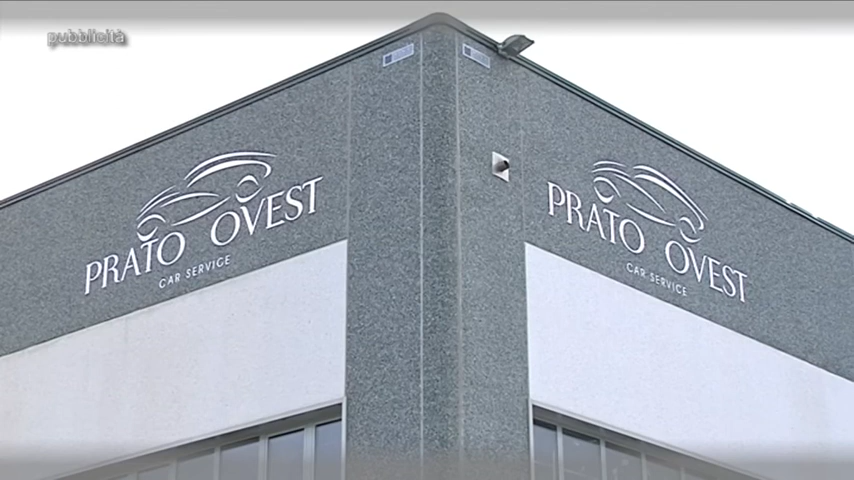 pubblicità
PRATO OVEST
CAR SERVICE
PRATO OVEST
CAR SERVICE